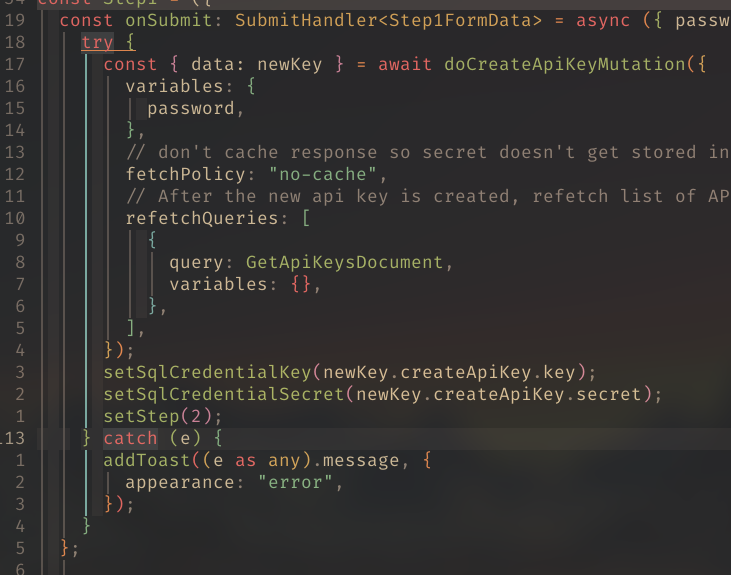 const Step1 = ({
19 const onSubmit: SubmitHandler<Step1FormData> = async ({ passw
18 try {
17 const { data: newKey } = await doCreateApiKeyMutation({
16 variables: {
15 password,
14 },
13 // don't cache response so secret doesn't get stored in
12 fetchPolicy: "no-cache",
11 // After the new api key is created, refetch list of AP
10 refetchQueries: [
9 {
8 query: GetApiKeysDocument,
7 variables: {},
6 },
5 ],
4 });
3 setSqlCredentialKey(newKey.createApiKey.key);
2 setSqlCredentialSecret(newKey.createApiKey.secret);
1 setStep(2);
113 } catch (e) {
1 addToast((e as any).message, {
2 appearance: "error",
3 });
4 }
5 };
6